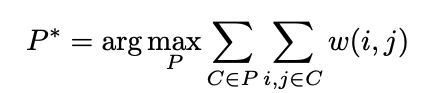 P* = arg max_P ∑_{C∈P} ∑_{i,j∈C} w(i, j)